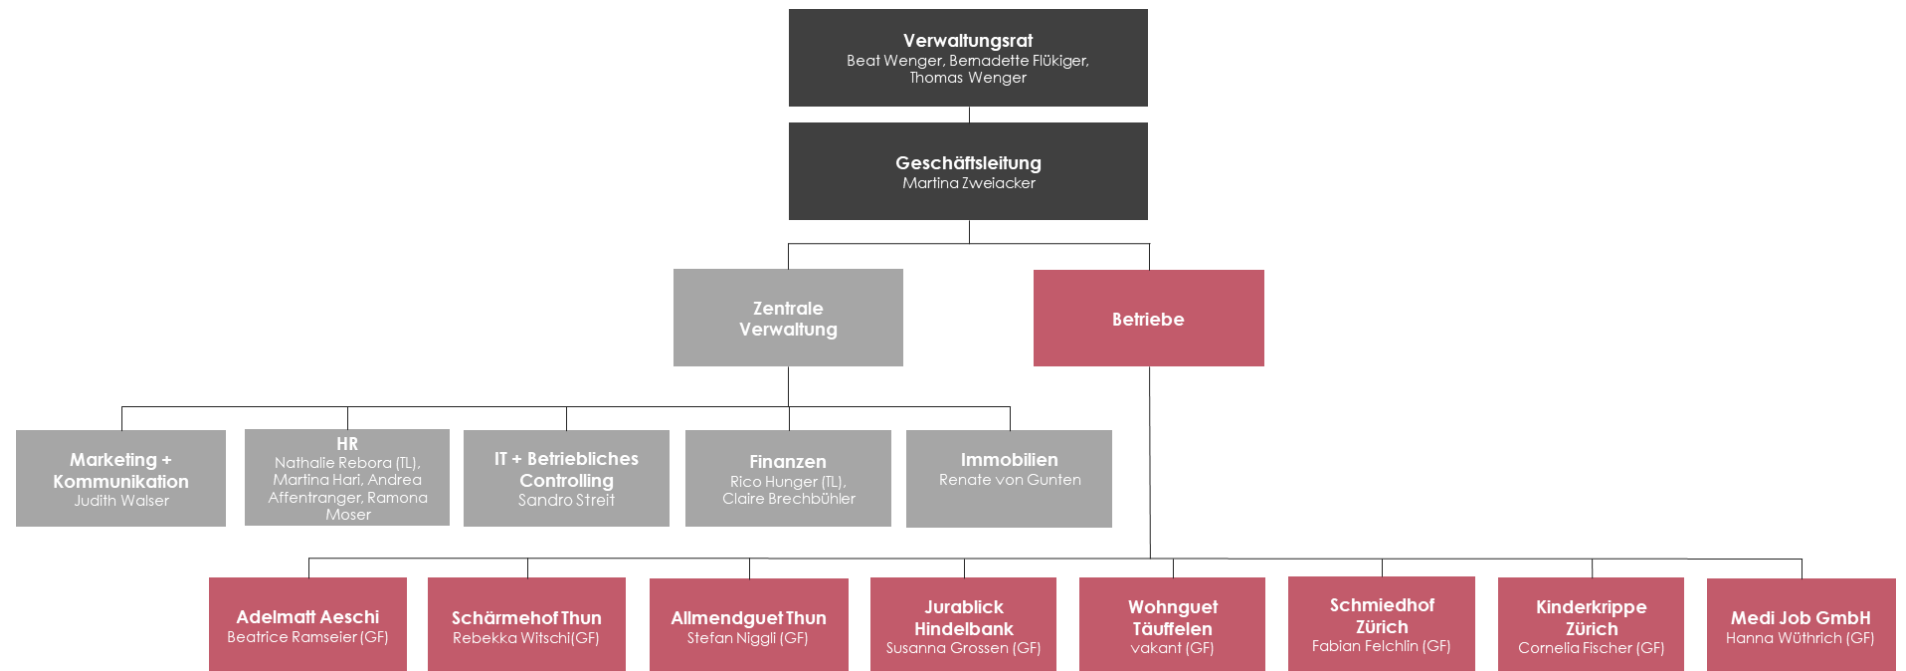 Verwaltungsrat
Beat Wenger, Bernadette Flükiger,
Thomas Wenger
Geschäftsleitung
Martina Zweiacker
Zentrale
Verwaltung
Betriebe
Marketing +
Kommunikation
Judith Walser
HR
Nathalie Rebora (TL),
Martina Hari, Andrea
Affentranger, Ramona
Moser
IT + Betriebliches
Controlling
Sandro Streit
Finanzen
Rico Hunger (TL),
Claire Brechbühler
Immobilien
Renate von Gunten
Adelmatt Aeschi
Beatrice Ramseier (GF)
Schärmehof Thun
Rebekka Witschi(GF)
Allmendguet Thun
Stefan Niggli (GF)
Jurablick
Hindelbank
Susanna Grossen (GF)
Wohnguet
Täuffelen
vakant (GF)
Schmiedhof
Zürich
Fabian Felchlin (GF)
Kinderkrippe
Zürich
Cornelia Fischer (GF)
Medi Job GmbH
Hanna Wüthrich (GF)